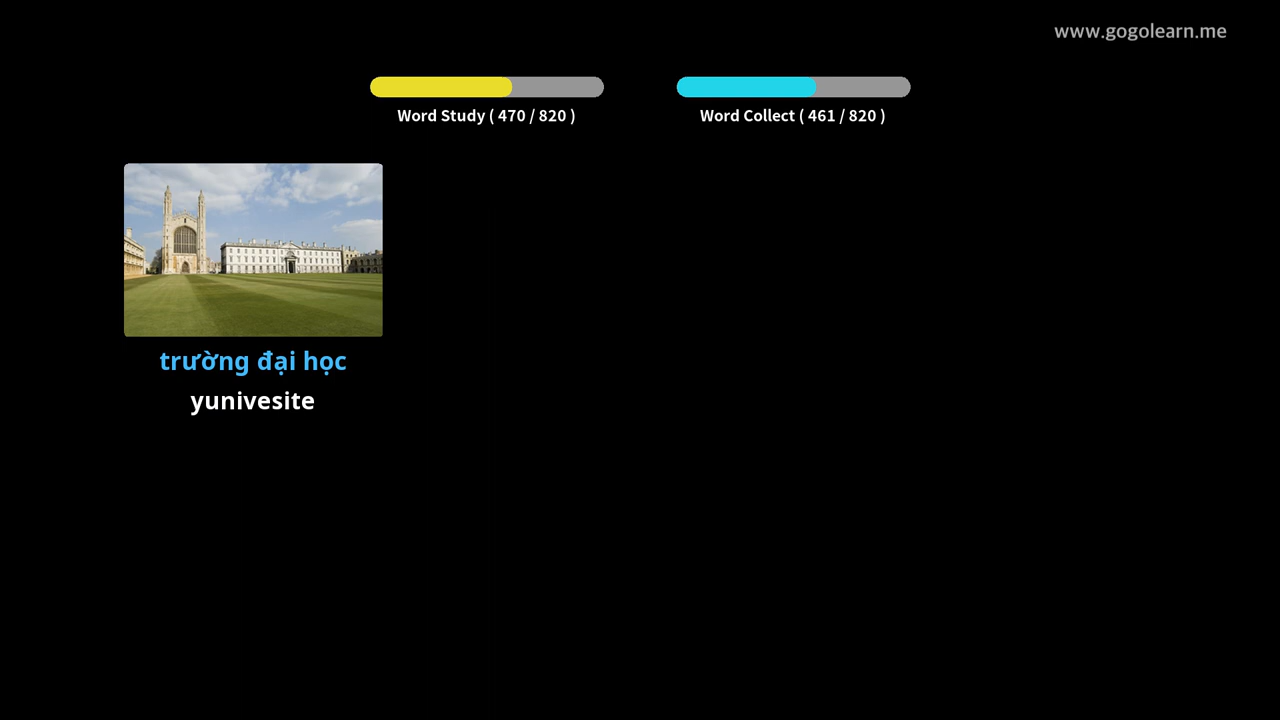 www.gogolearn.me
Word Study ( 470 / 820 )
Word Collect ( 461 / 820 )
trường đại học
yunivesite